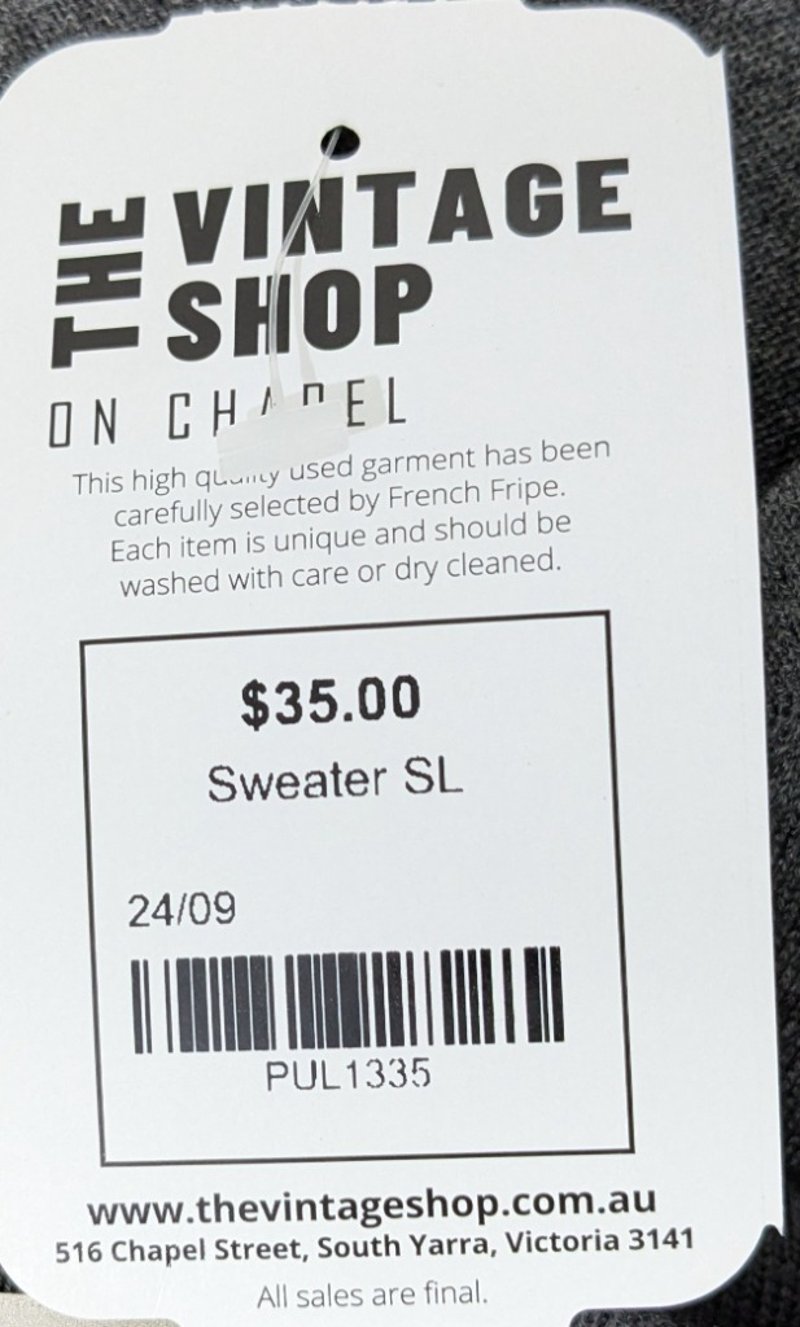 THE VINTAGE
SHOP
ON CHAPEL
This high quality used garment has been
carefully selected by French Fripe.
Each item is unique and should be
washed with care or dry cleaned.
$35.00
Sweater SL
24/09
PUL1335
www.thevintageshop.com.au
516 Chapel Street, South Yarra, Victoria 3141
All sales are final.